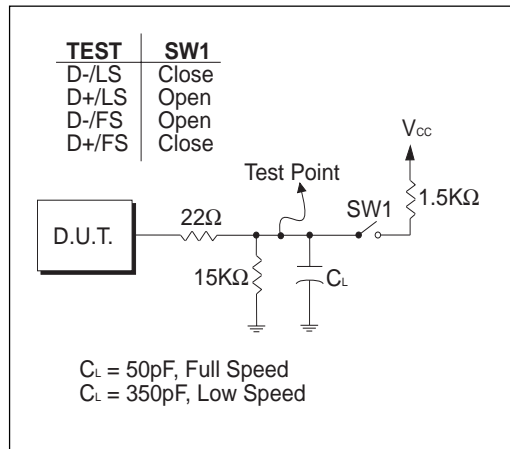 TEST SW1
D-/LS Close
D+/LS Open
D-/FS Open
D+/FS Close
Vcc
Test Point
1.5KΩ
SW1
22Ω
D.U.T.
15KΩ
CL
CL = 50pF, Full Speed
CL = 350pF, Low Speed